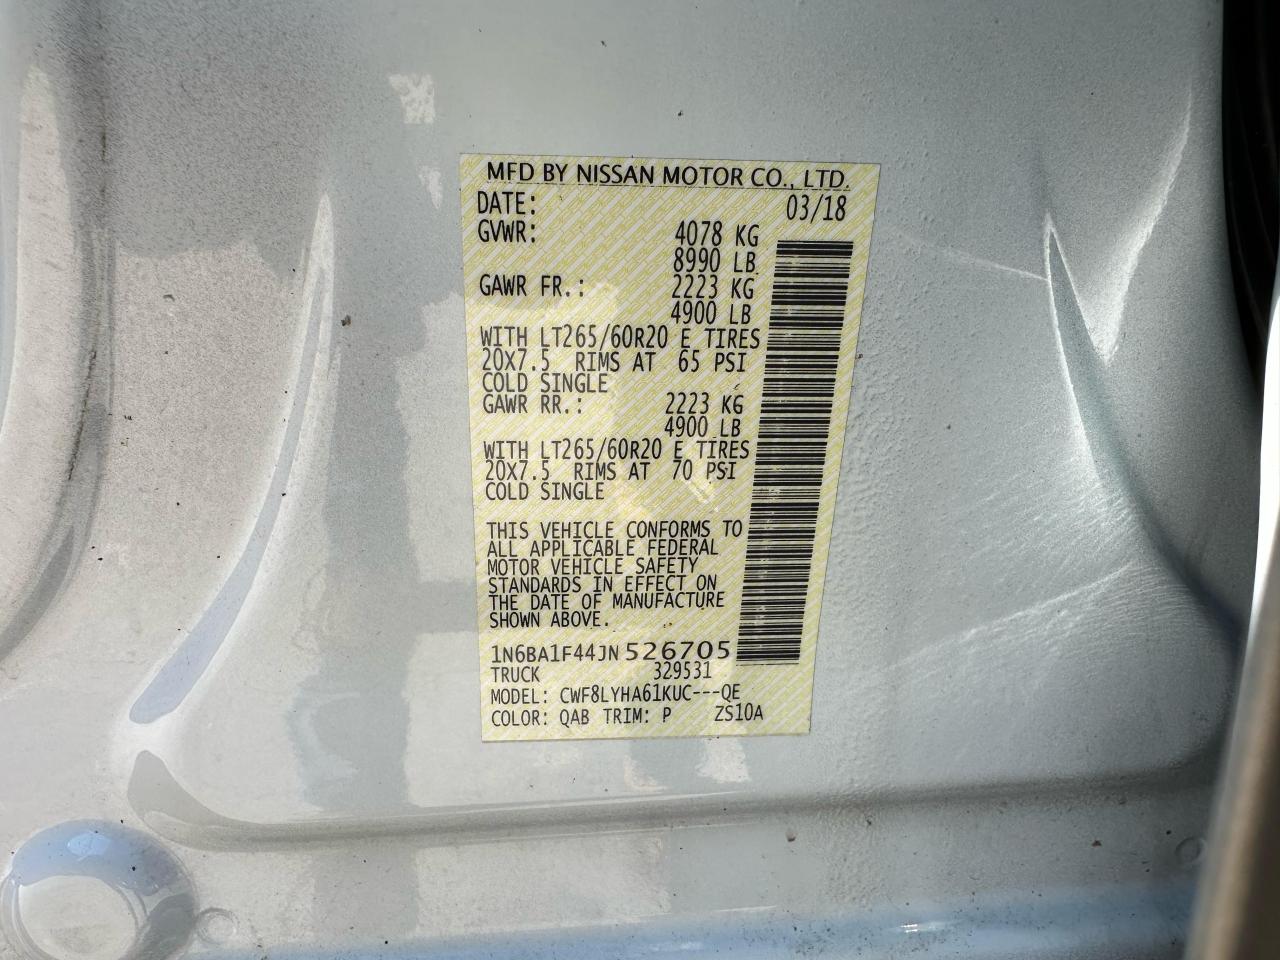 MFD BY NISSAN MOTOR CO., LTD.
DATE: 03/18
GVWR: 4078 KG
8990 LB
GAWR FR.: 2223 KG
4900 LB
WITH LT265/60R20 E TIRES
20X7.5 RIMS AT 65 PSI
COLD SINGLE
GAWR RR.: 2223 KG
4900 LB
WITH LT265/60R20 E TIRES
20X7.5 RIMS AT 70 PSI
COLD SINGLE
THIS VEHICLE CONFORMS TO
ALL APPLICABLE FEDERAL
MOTOR VEHICLE SAFETY
STANDARDS IN EFFECT ON
THE DATE OF MANUFACTURE
SHOWN ABOVE.
1N6BA1F44JN526705
TRUCK 329531
MODEL: CWF8LYHA61KUC---QE
COLOR: QAB TRIM: P ZS10A